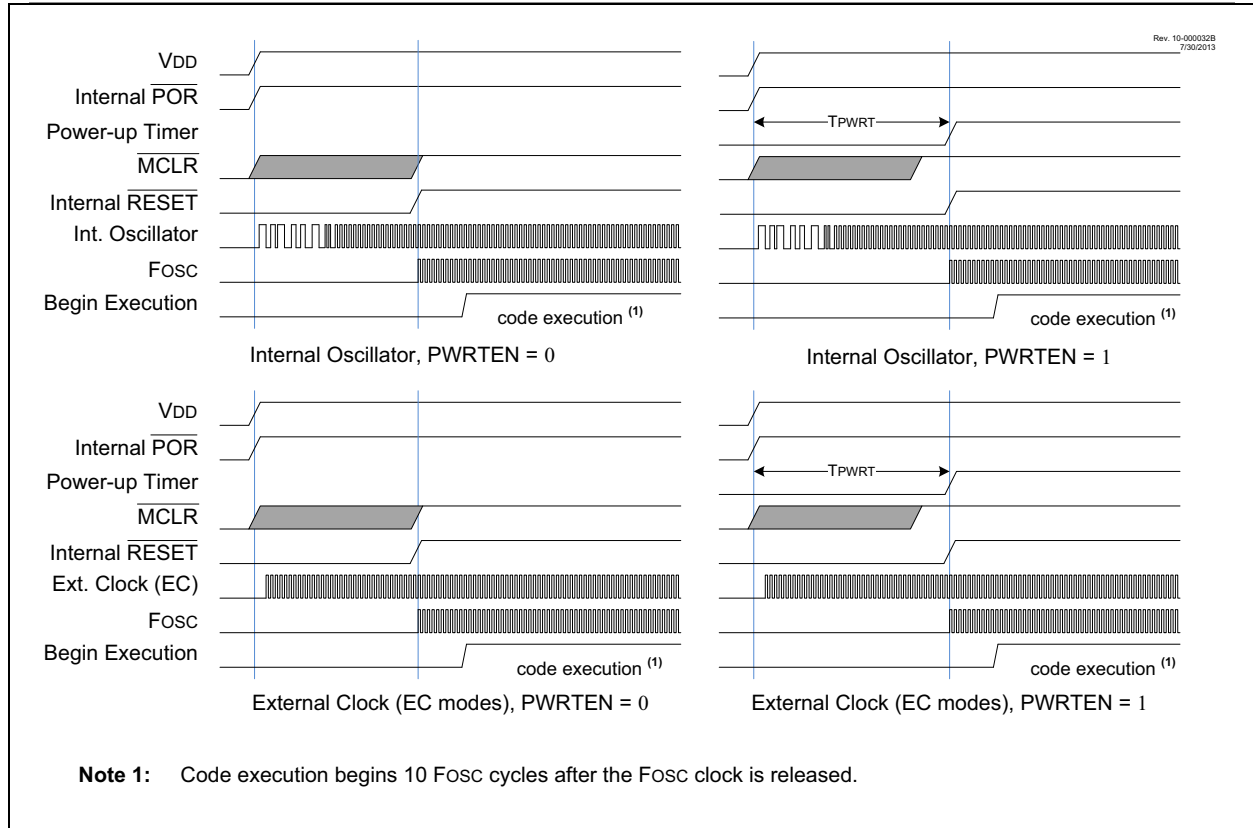 Rev. 10-000032B
7/30/2013
VDD
Internal POR
Power-up Timer
MCLR
Internal RESET
Int. Oscillator
FOSC
Begin Execution
code execution (1)
Internal Oscillator, PWRTEN = 0
TPWRT
code execution (1)
Internal Oscillator, PWRTEN = 1
VDD
Internal POR
Power-up Timer
MCLR
Internal RESET
Ext. Clock (EC)
FOSC
Begin Execution
code execution (1)
External Clock (EC modes), PWRTEN = 0
TPWRT
code execution (1)
External Clock (EC modes), PWRTEN = 1
Note 1: Code execution begins 10 FOSC cycles after the FOSC clock is released.